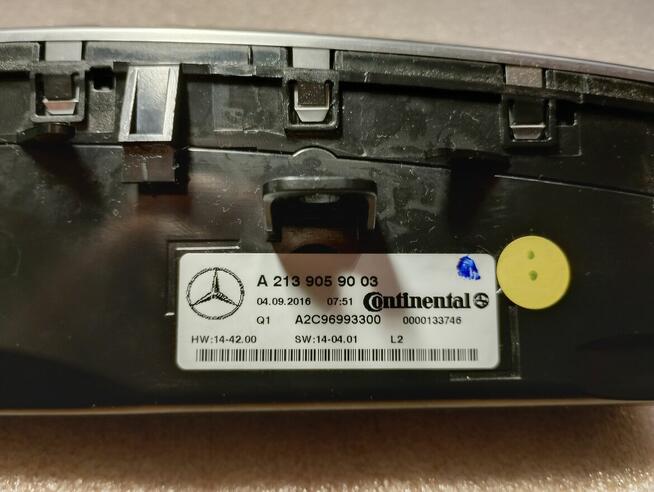 A 213 905 90 03
04.09.2016 07:51 Continental
Q1 A2C96993300 0000133746
HW:14-42.00 SW:14-04.01 L2